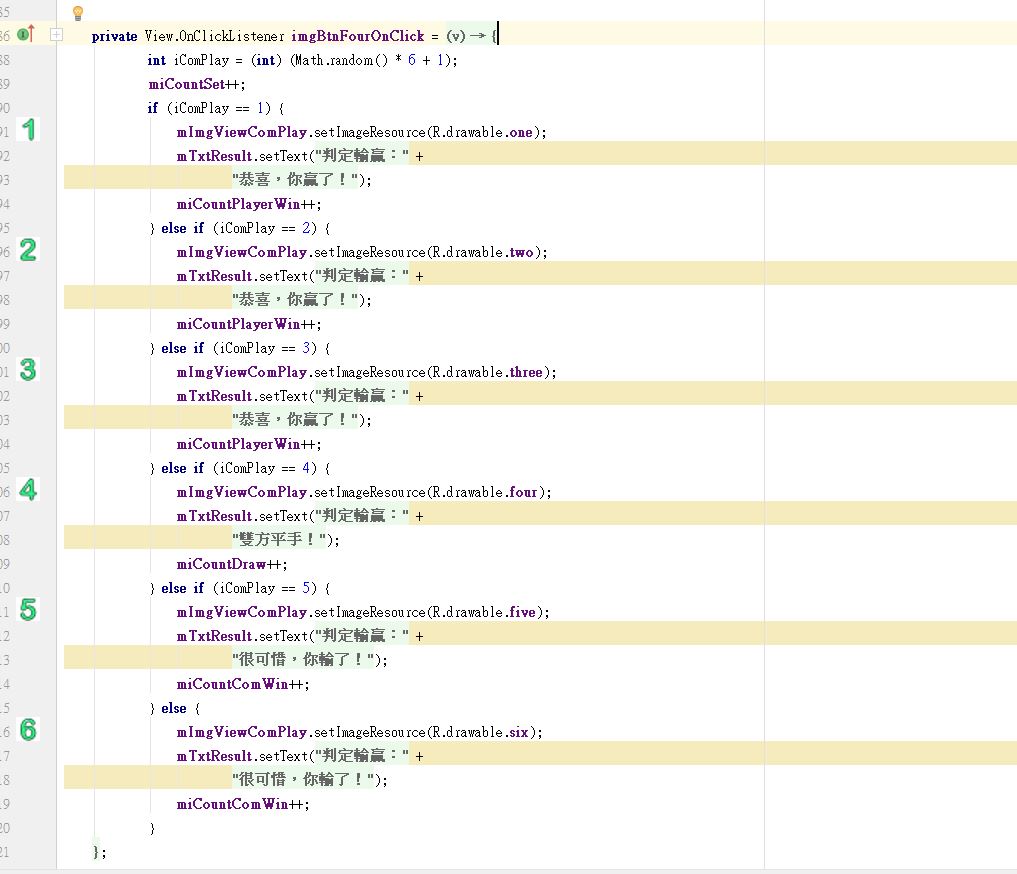 85
86 private View.OnClickListener imgBtnFourOnClick = (v) → {
88 int iComPlay = (int) (Math.random() * 6 + 1);
89 miCountSet++;
90 if (iComPlay == 1) {
91 mImgViewComPlay.setImageResource(R.drawable.one);
92 mTxtResult.setText("判定輸贏：" +
93 "恭喜，你贏了！");
94 miCountPlayerWin++;
95 } else if (iComPlay == 2) {
96 mImgViewComPlay.setImageResource(R.drawable.two);
97 mTxtResult.setText("判定輸贏：" +
98 "恭喜，你贏了！");
99 miCountPlayerWin++;
00 } else if (iComPlay == 3) {
01 mImgViewComPlay.setImageResource(R.drawable.three);
02 mTxtResult.setText("判定輸贏：" +
03 "恭喜，你贏了！");
04 miCountPlayerWin++;
05 } else if (iComPlay == 4) {
06 mImgViewComPlay.setImageResource(R.drawable.four);
07 mTxtResult.setText("判定輸贏：" +
08 "雙方平手！");
09 miCountDraw++;
10 } else if (iComPlay == 5) {
11 mImgViewComPlay.setImageResource(R.drawable.five);
12 mTxtResult.setText("判定輸贏：" +
13 "很可惜，你輸了！");
14 miCountComWin++;
15 } else {
16 mImgViewComPlay.setImageResource(R.drawable.six);
17 mTxtResult.setText("判定輸贏：" +
18 "很可惜，你輸了！");
19 miCountComWin++;
20 }
21 };
1
2
3
4
5
6